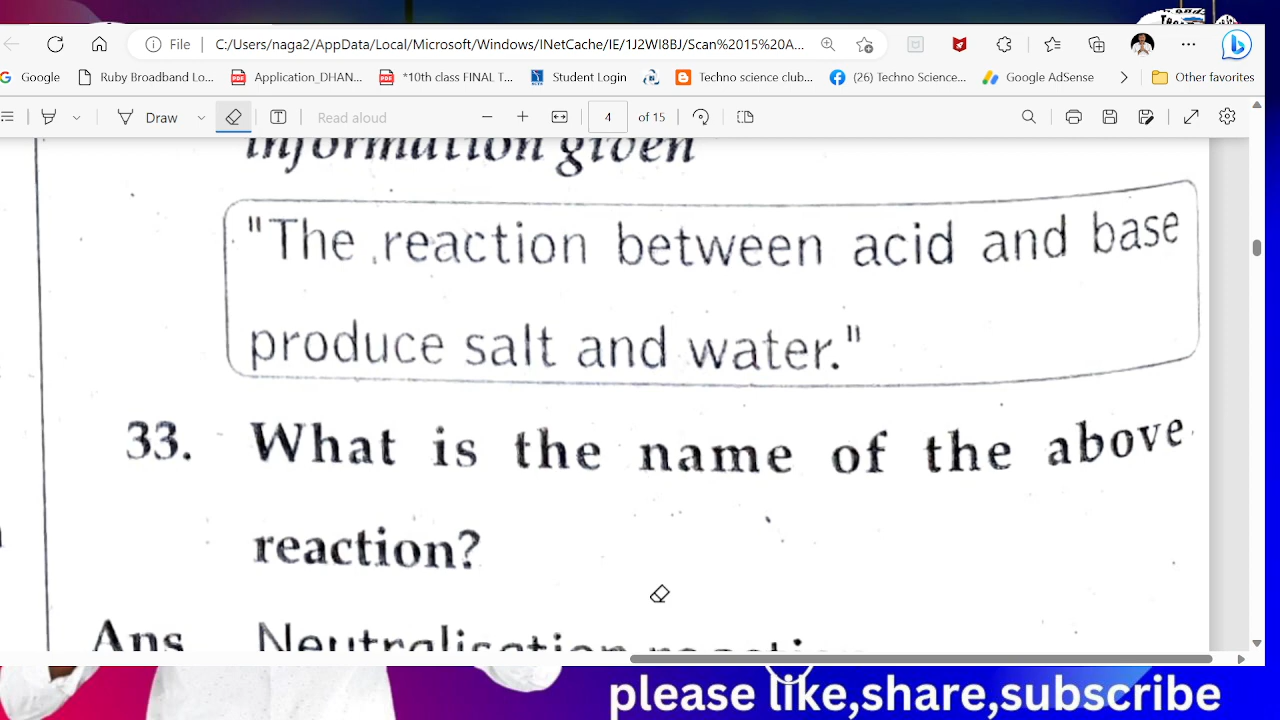 File C:/Users/naga2/AppData/Local/Microsoft/Windows/INetCache/IE/1J2WI8BJ/Scan%2015%20A...
Google Ruby Broadband Lo... Application_DHAN... *10th class FINAL T... Student Login Techno science club... (26) Techno Science... Google AdSense Other favorites
Draw Read aloud 4 of 15
information given
"The reaction between acid and base
produce salt and water."
33. What is the name of the above
reaction?
Ans Neutralisation reaction
please like,share,subscribe